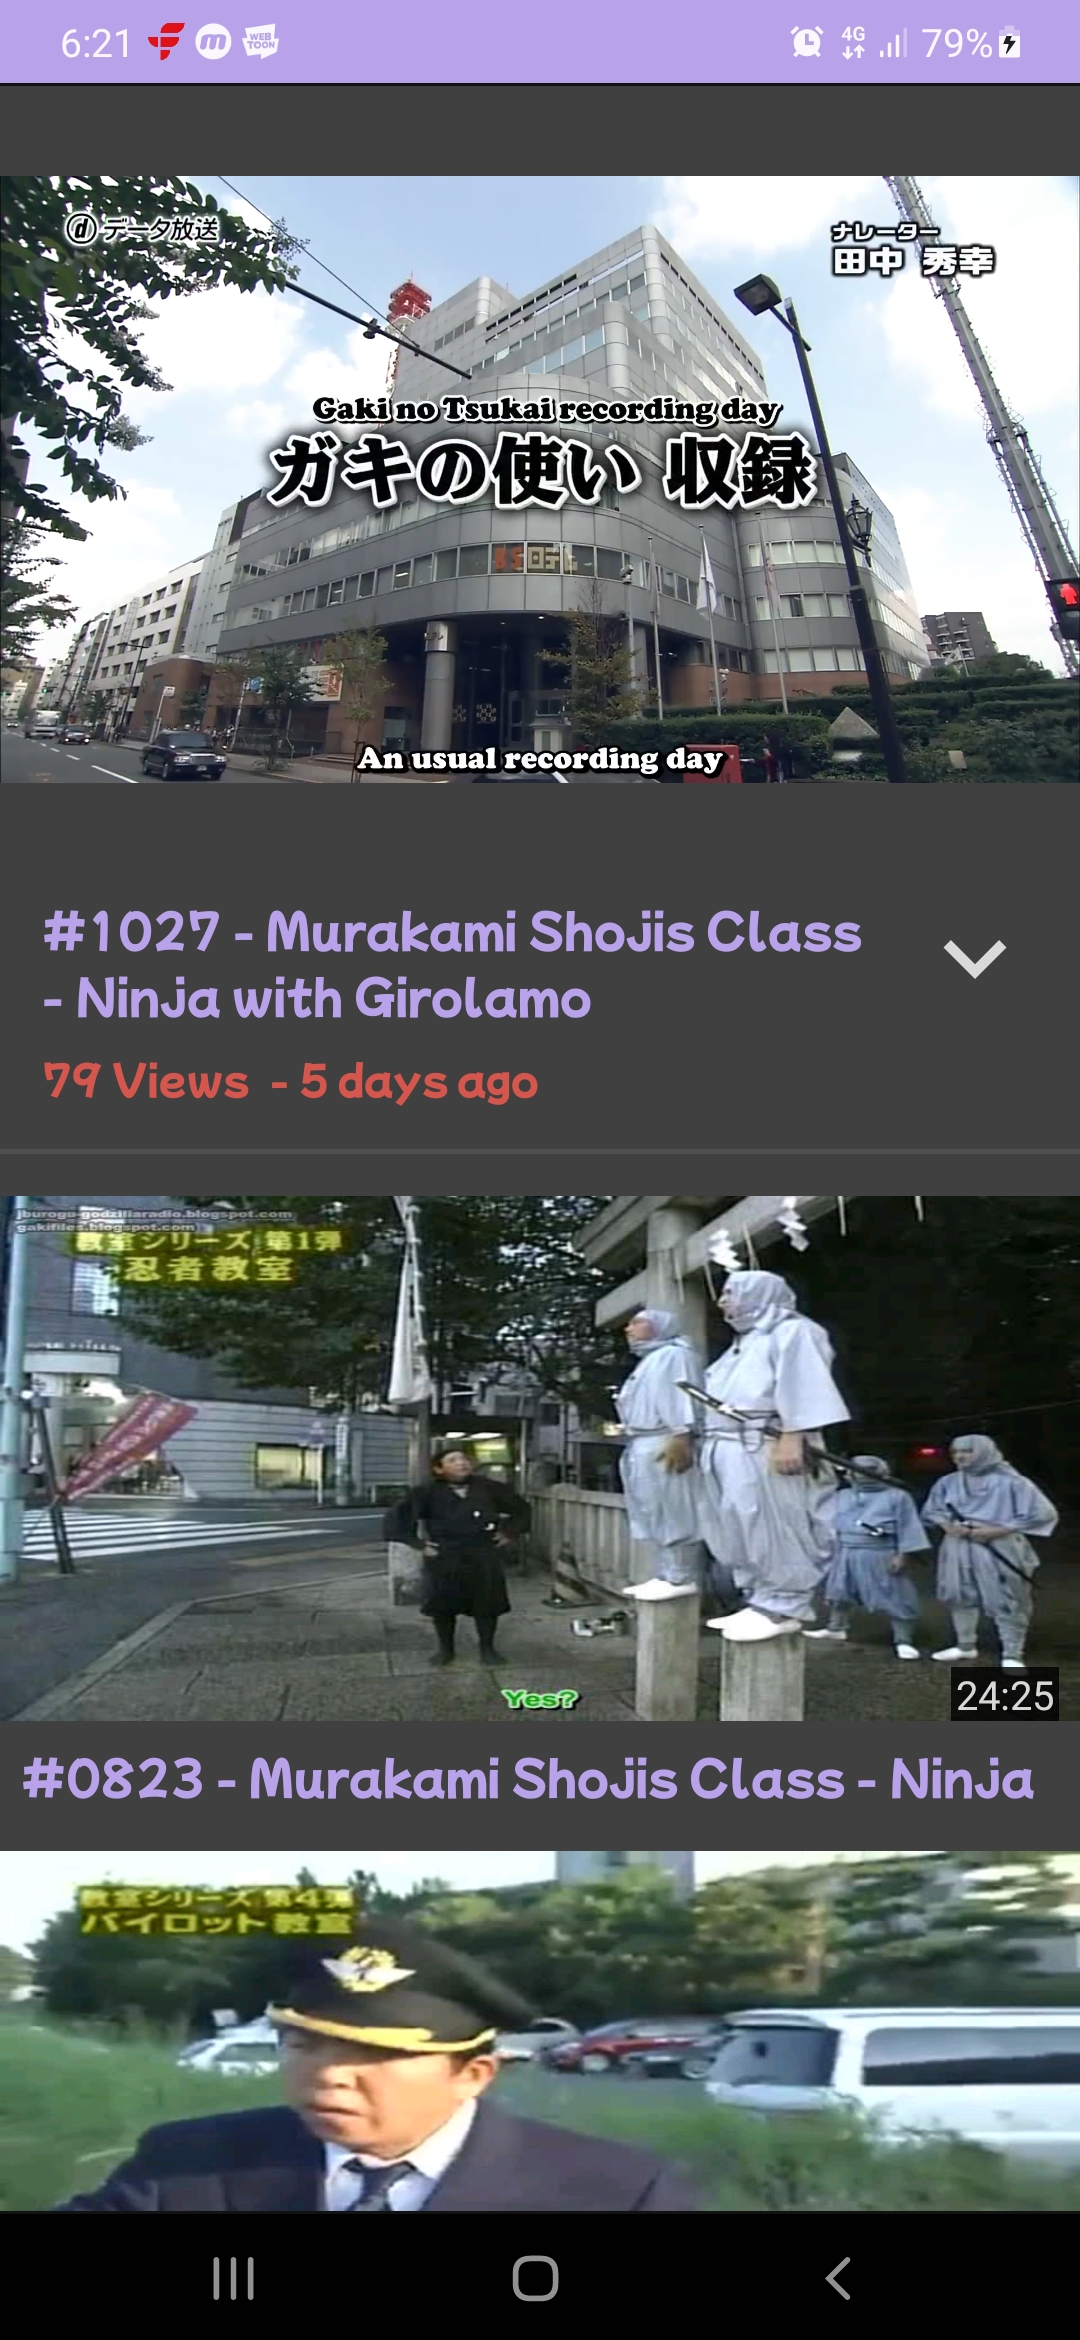 6:21
WEB
TOON
4G
79%
ⓓデータ放送
ナレーター
田中 秀幸
Gaki no Tsukai recording day
ガキの使い 収録
日テレ
An usual recording day
#1027 - Murakami Shojis Class
- Ninja with Girolamo
79 Views - 5 days ago
jburogu-godzillaradio.blogspot.com
gakifiles.blogspot.com)
教室シリーズ 第1弾
忍者教室
Yes?
24:25
#0823 - Murakami Shojis Class - Ninja
教室シリーズ 第4弾
パイロット教室